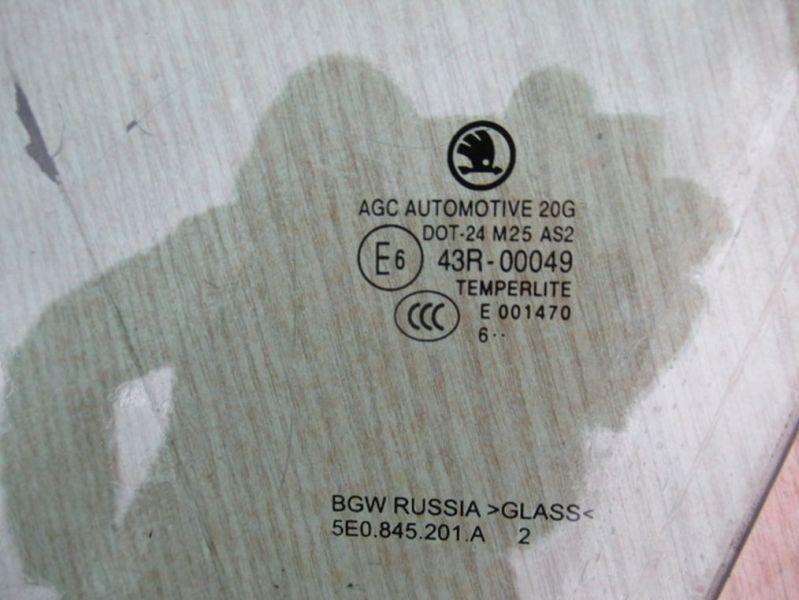 AGC AUTOMOTIVE 20G
DOT-24 M25 AS2
E6 43R-00049
TEMPERLITE
CCC E 001470
6··
BGW RUSSIA >GLASS<
5E0.845.201.A 2